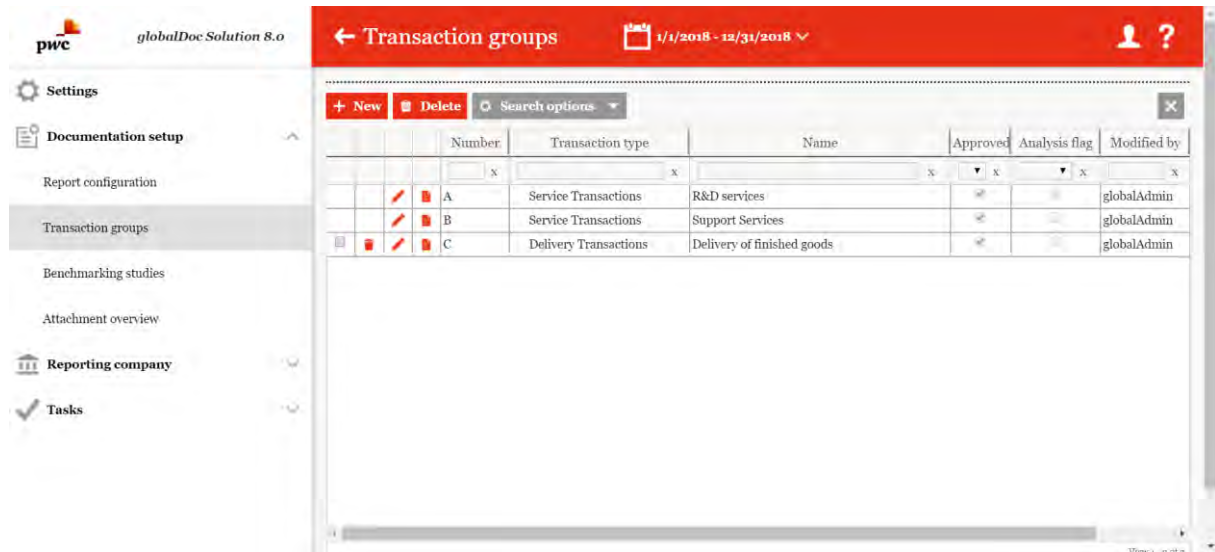 pwc globalDoc Solution 8.0
Transaction groups 1/1/2018 - 12/31/2018 ?
Settings
Documentation setup
Report configuration
Transaction groups
Benchmarking studies
Attachment overview
Reporting company
Tasks
+ New Delete Search options
Number Transaction type Name Approved Analysis flag Modified by
x x x x x x
A Service Transactions R&D services globalAdmin
B Service Transactions Support Services globalAdmin
C Delivery Transactions Delivery of finished goods globalAdmin